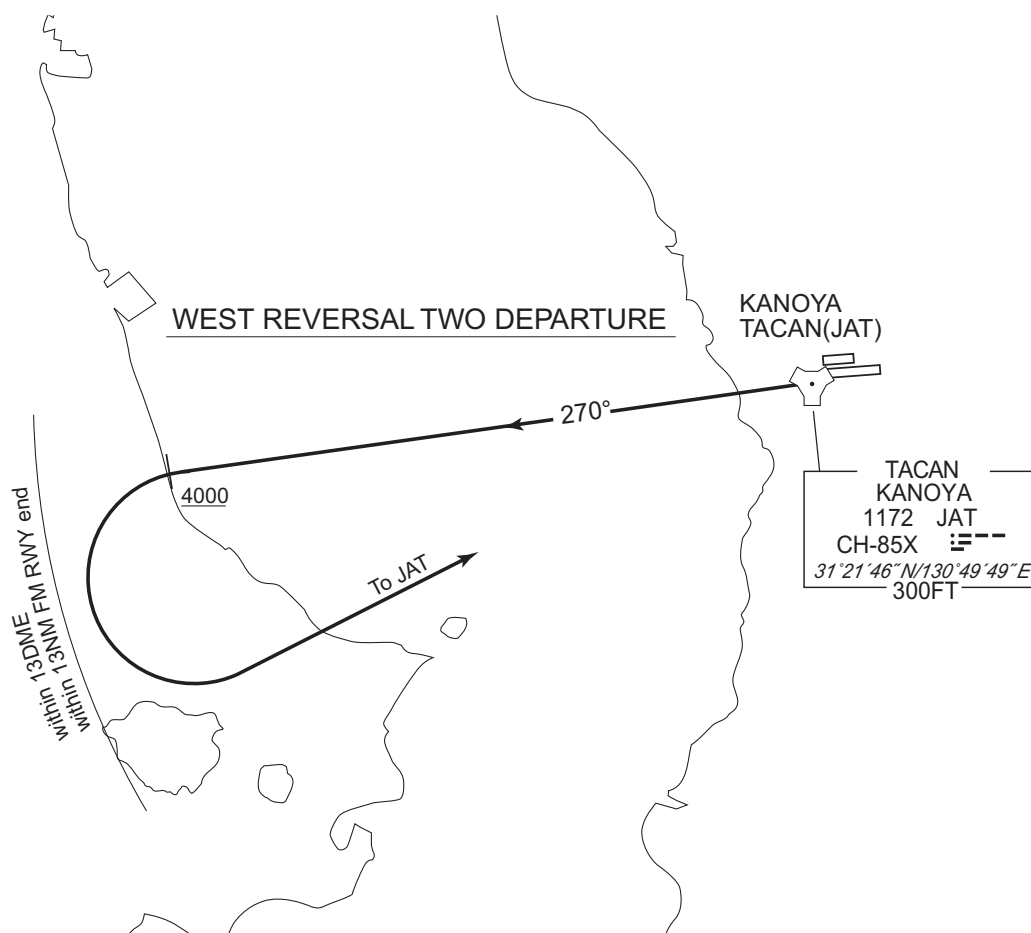 WEST REVERSAL TWO DEPARTURE
KANOYA
TACAN(JAT)
270°
4000
TACAN
KANOYA
1172 JAT
CH-85X
31°21´46˝N/130°49´49˝E
300FT
To JAT
within 13DME
within 13NM FM RWY end